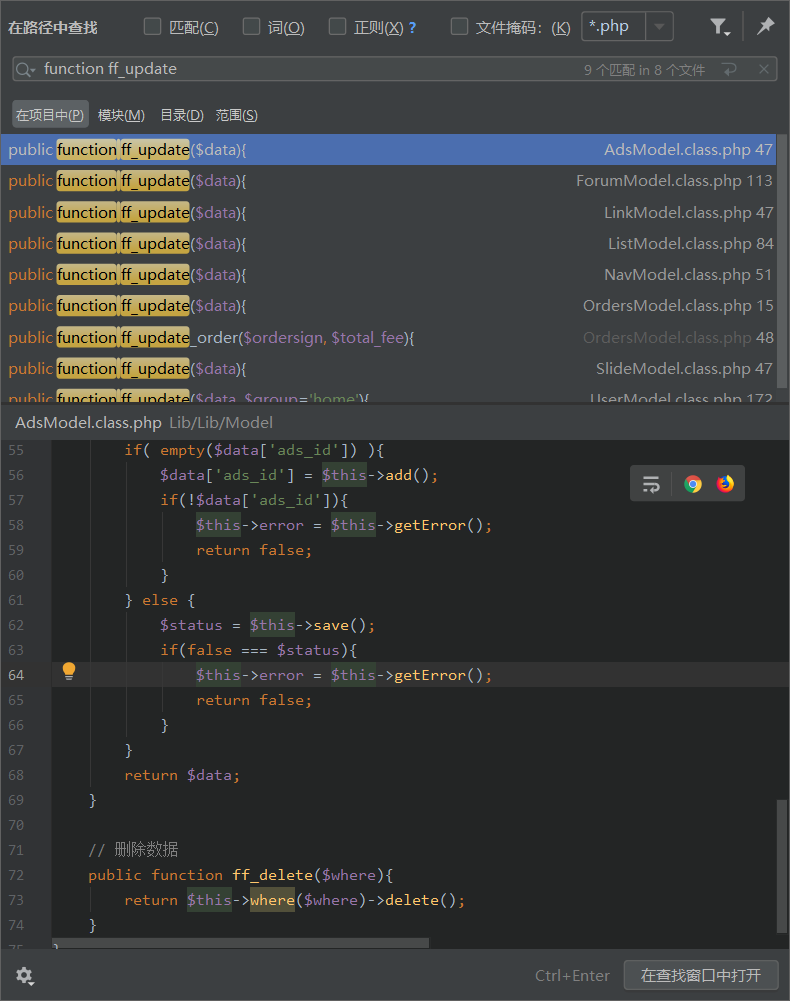 在路径中查找 匹配(C) 词(O) 正则(X) ? 文件掩码: (K) *.php
function ff_update 9 个匹配 in 8 个文件
在项目中(P) 模块(M) 目录(D) 范围(S)
public function ff_update($data){ AdsModel.class.php 47
public function ff_update($data){ ForumModel.class.php 113
public function ff_update($data){ LinkModel.class.php 47
public function ff_update($data){ ListModel.class.php 84
public function ff_update($data){ NavModel.class.php 51
public function ff_update($data){ OrdersModel.class.php 15
public function ff_update_order($ordersign, $total_fee){ OrdersModel.class.php 48
public function ff_update($data){ SlideModel.class.php 47
public function ff_update($data, $group='home'){ UserModel.class.php 172
AdsModel.class.php Lib/Lib/Model
55 if( empty($data['ads_id']) ){
56 $data['ads_id'] = $this->add();
57 if(!$data['ads_id']){
58 $this->error = $this->getError();
59 return false;
60 }
61 } else {
62 $status = $this->save();
63 if(false === $status){
64 $this->error = $this->getError();
65 return false;
66 }
67 }
68 return $data;
69 }
70
71 // 删除数据
72 public function ff_delete($where){
73 return $this->where($where)->delete();
74 }
75 }
Ctrl+Enter 在查找窗口中打开